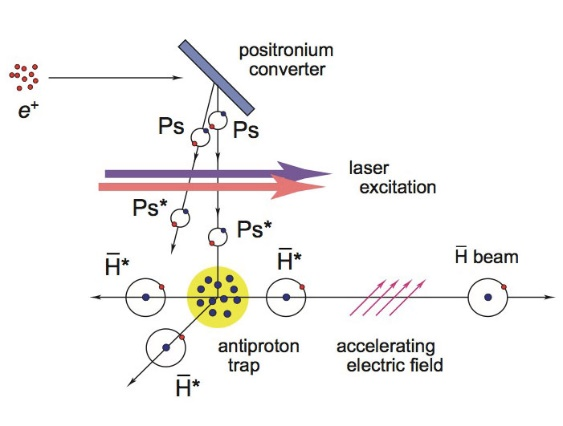 positronium
converter
e⁺
Ps
Ps
laser
excitation
Ps*
Ps*
H̅*
H̅*
H̅ beam
antiproton
trap
accelerating
electric field
H̅*